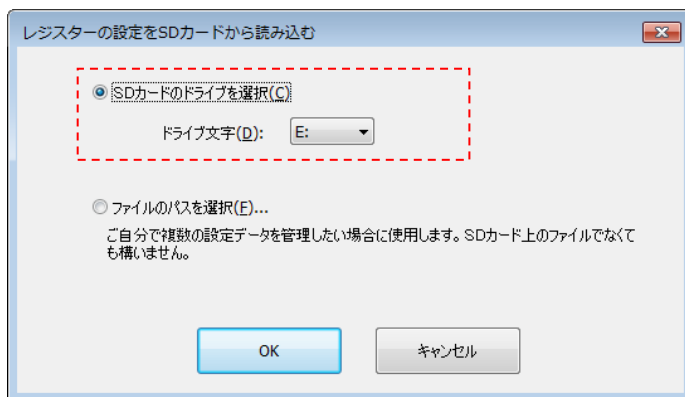 レジスターの設定をSDカードから読み込む
SDカードのドライブを選択(C)
ドライブ文字(D): E:
ファイルのパスを選択(F)...
ご自分で複数の設定データを管理したい場合に使用します。SDカード上のファイルでなくて
も構いません。
OK キャンセル